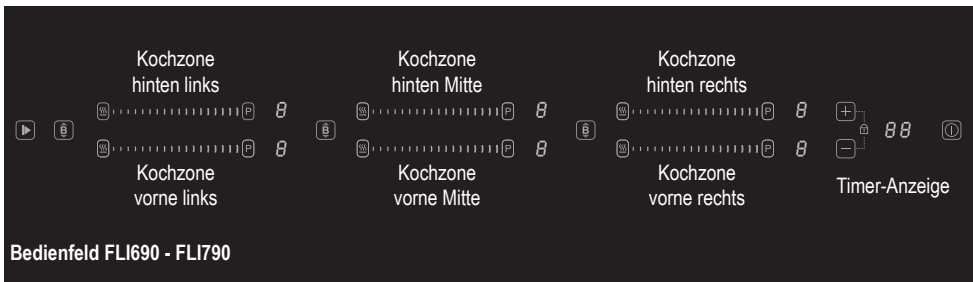 Kochzone
hinten links
Kochzone
hinten Mitte
Kochzone
hinten rechts
P 8
P 8
P 8
B
B
B
88
P 8
P 8
P 8
Kochzone
vorne links
Kochzone
vorne Mitte
Kochzone
vorne rechts
Timer-Anzeige
Bedienfeld FLI690 - FLI790